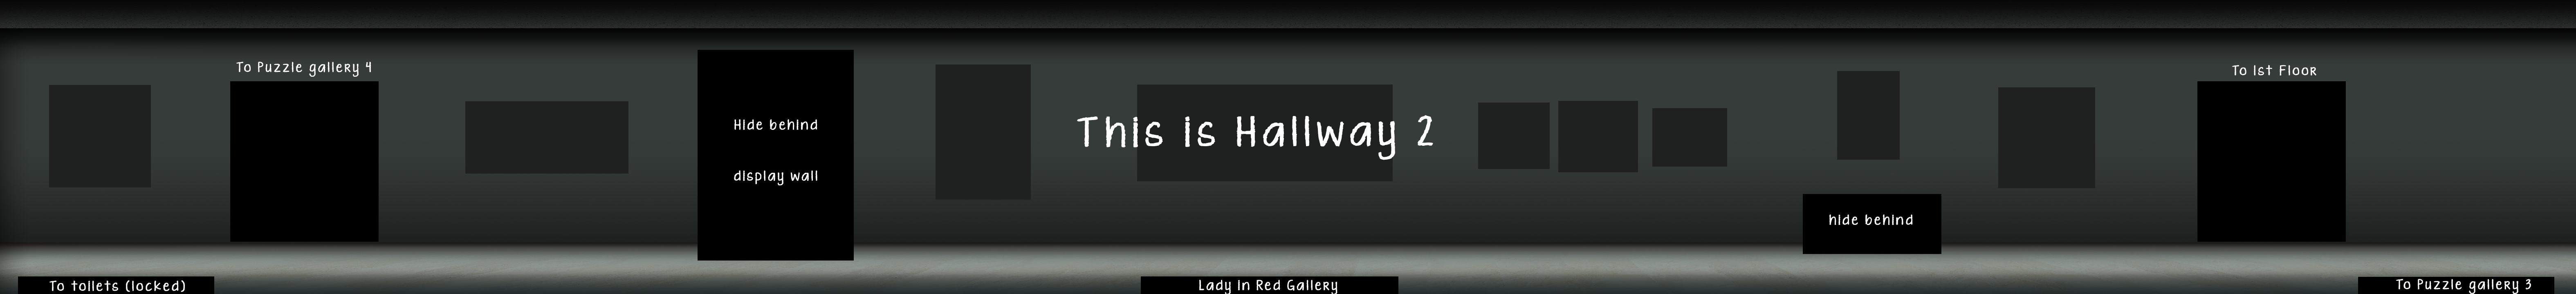 To Puzzle gallery 4
To 1st Floor
Hide behind
This is Hallway 2
display wall
hide behind
To toilets (locked)
Lady In Red Gallery
To Puzzle gallery 3